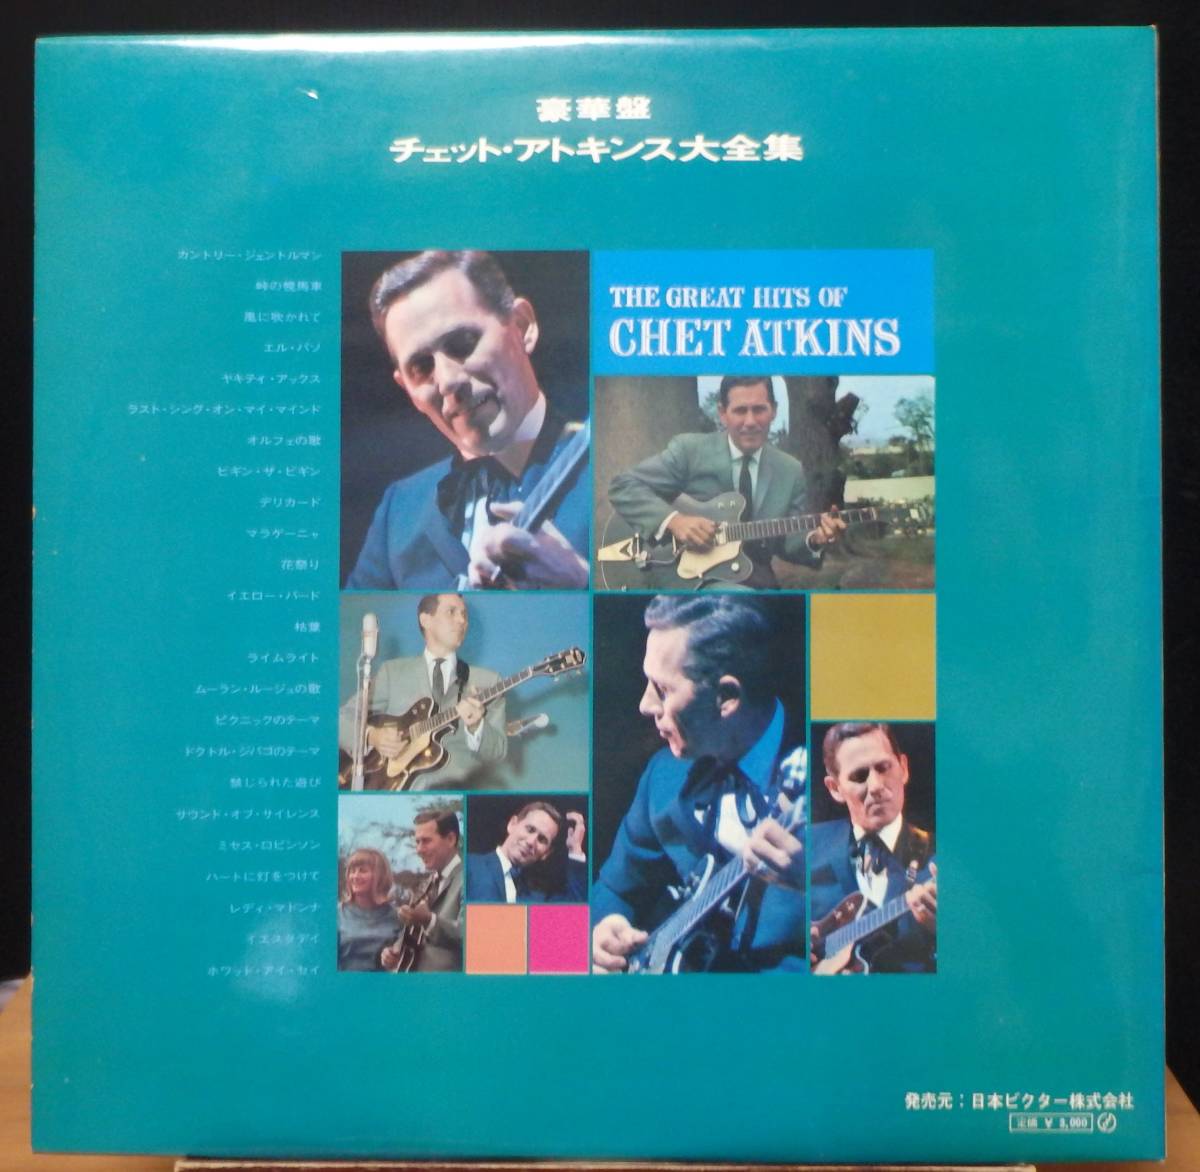 豪華盤
チェット・アトキンス大全集
カントリー・ジェントルマン
峠の幌馬車
風に吹かれて
エル・パソ
ヤキティ・アックス
ラスト・シング・オン・マイ・マインド
オルフェの歌
ビギン・ザ・ビギン
デリカード
マラゲーニャ
花祭り
イエロー・バード
枯葉
ライムライト
ムーラン・ルージュの歌
ピクニックのテーマ
ドクトル・ジバゴのテーマ
禁じられた遊び
サウンド・オブ・サイレンス
ミセス・ロビンソン
ハートに灯をつけて
レディ・マドンナ
イエスタデイ
ホワッド・アイ・セイ
THE GREAT HITS OF
CHET ATKINS
発売元：日本ビクター株式会社
定価 ￥ 3,000